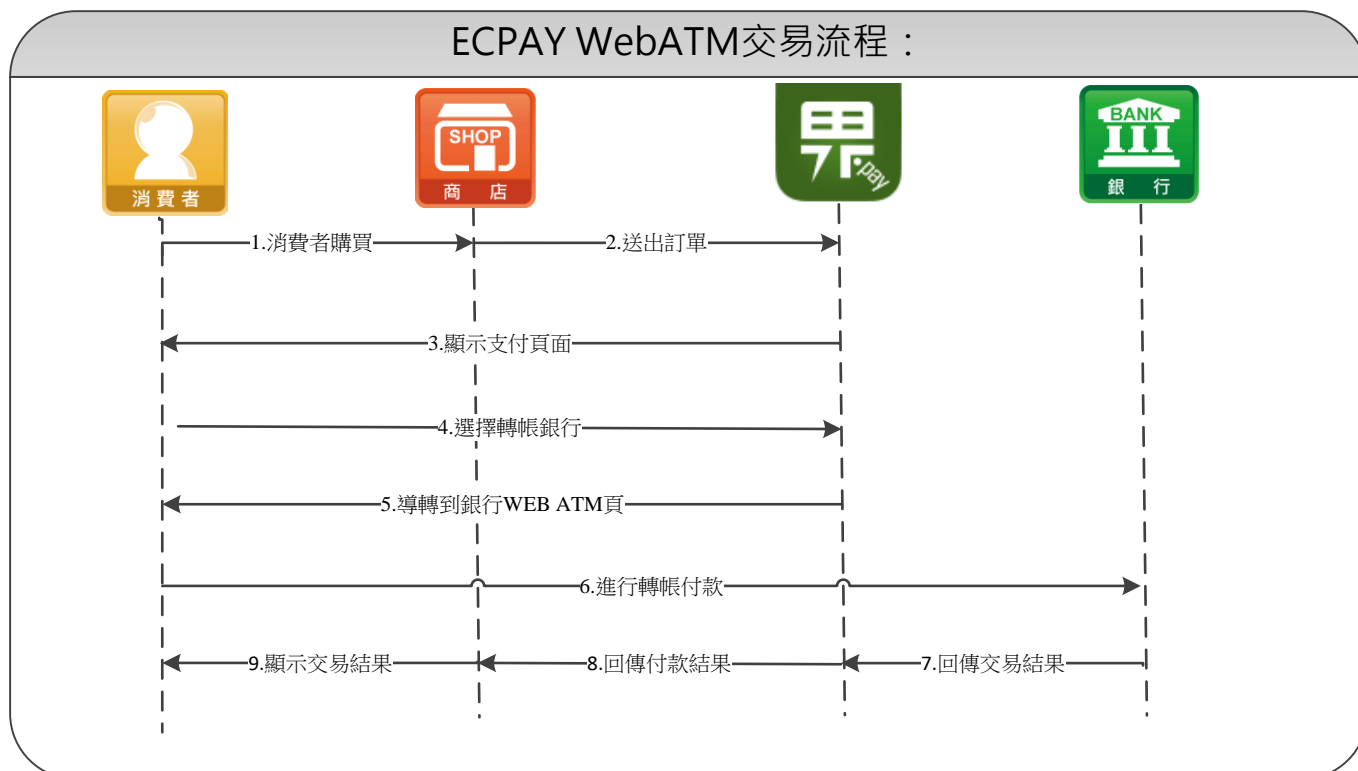 ECPAY WebATM交易流程：
消費者
SHOP
商 店
pay
BANK
銀 行
1.消費者購買
2.送出訂單
3.顯示支付頁面
4.選擇轉帳銀行
5.導轉到銀行WEB ATM頁
6.進行轉帳付款
9.顯示交易結果
8.回傳付款結果
7.回傳交易結果